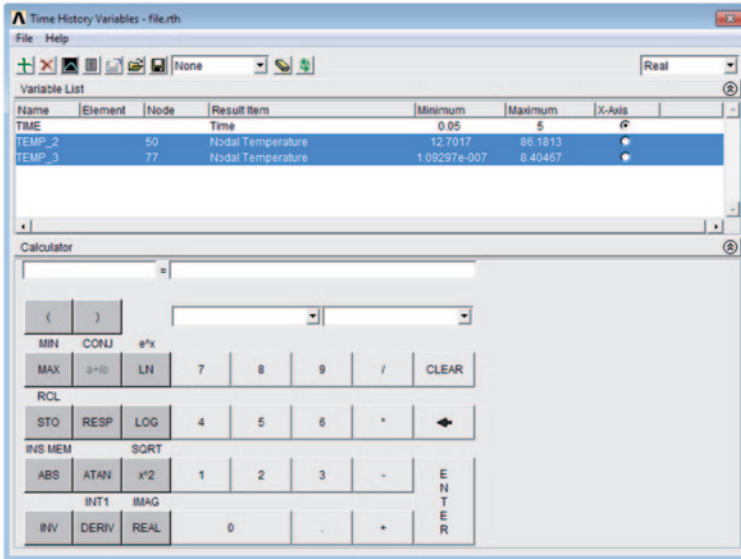 Time History Variables - file.rth
File Help
None Real
Variable List
Name Element Node Result Item Minimum Maximum X-Axis
TIME Time 0.05 5
TEMP_2 50 Nodal Temperature 12.7017 86.1813
TEMP_3 77 Nodal Temperature 1.09297e-007 8.40467
Calculator
=
( )
MIN CONJ e^x
MAX a+ib LN 7 8 9 / CLEAR
RCL
STO RESP LOG 4 5 6 *
INS MEM SQRT
ABS ATAN x^2 1 2 3 - ENTER
INT1 IMAG
INV DERIV REAL 0 . +